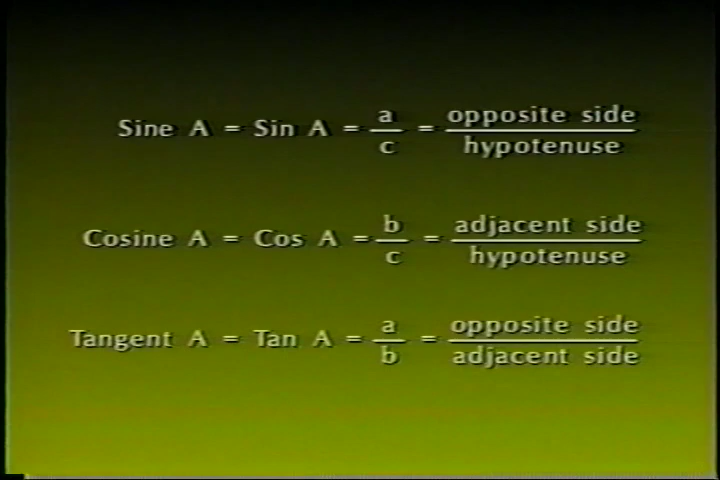 Sine A = Sin A = a/c = opposite side/hypotenuse
Cosine A = Cos A = b/c = adjacent side/hypotenuse
Tangent A = Tan A = a/b = opposite side/adjacent side